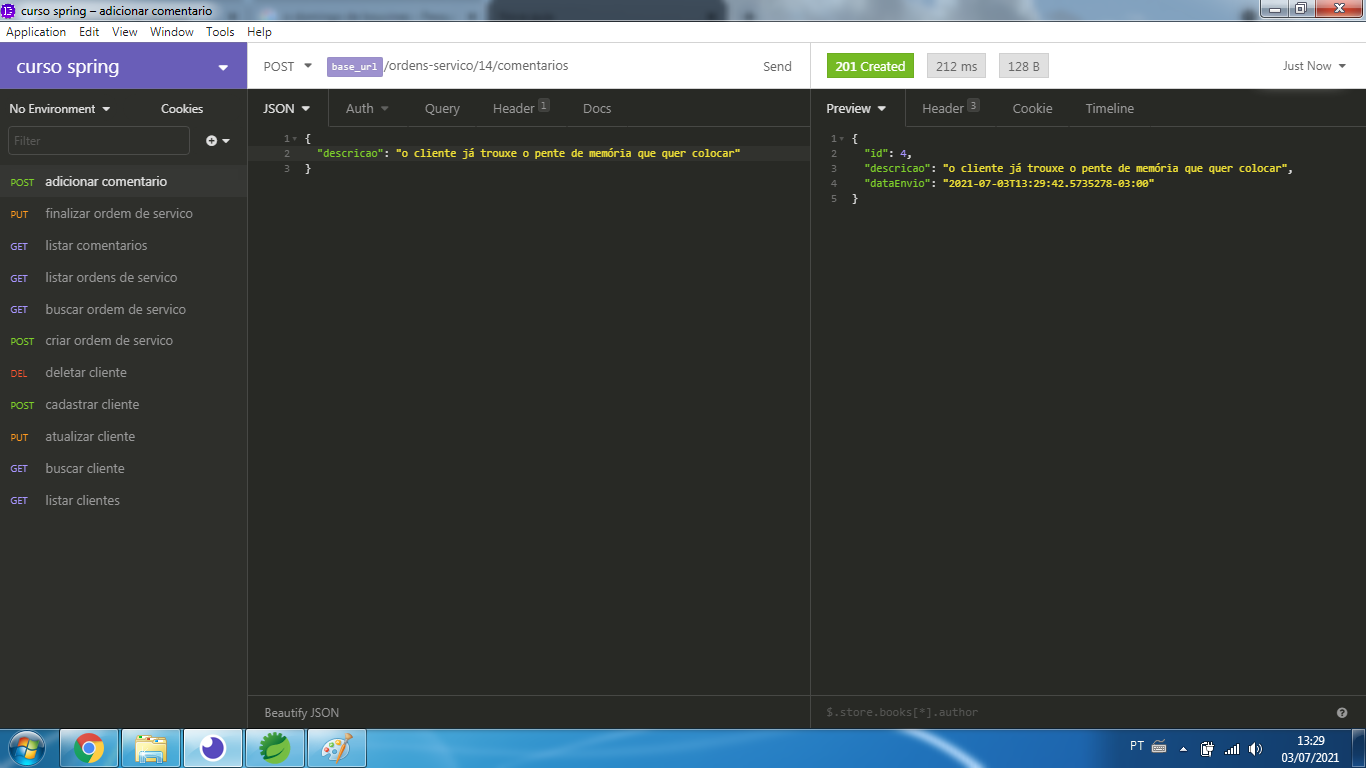 curso spring – adicionar comentario
Application Edit View Window Tools Help
curso spring
POST base_url/ordens-servico/14/comentarios Send
201 Created 212 ms 128 B Just Now
No Environment Cookies
JSON Auth Query Header 1 Docs
Preview Header 3 Cookie Timeline
Filter
POST adicionar comentario
PUT finalizar ordem de servico
GET listar comentarios
GET listar ordens de servico
GET buscar ordem de servico
POST criar ordem de servico
DEL deletar cliente
POST cadastrar cliente
PUT atualizar cliente
GET buscar cliente
GET listar clientes
1 {
2 "descricao": "o cliente já trouxe o pente de memória que quer colocar"
3 }
1 {
2 "id": 4,
3 "descricao": "o cliente já trouxe o pente de memória que quer colocar",
4 "dataEnvio": "2021-07-03T13:29:42.5735278-03:00"
5 }
Beautify JSON
$.store.books[*].author
PT
13:29
03/07/2021